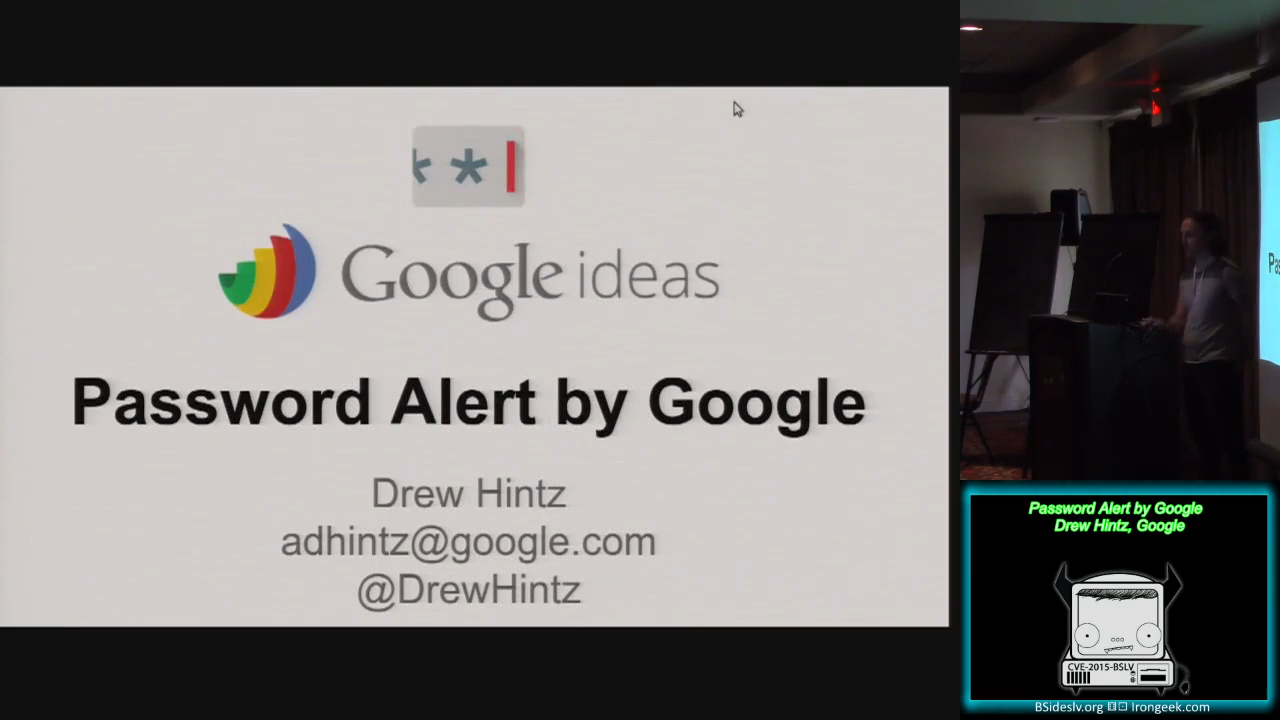 Google ideas
Password Alert by Google
Drew Hintz
adhintz@google.com
@DrewHintz
Pas
Password Alert by Google
Drew Hintz, Google
CVE-2015-BSLV
BSideslv.org Irongeek.com